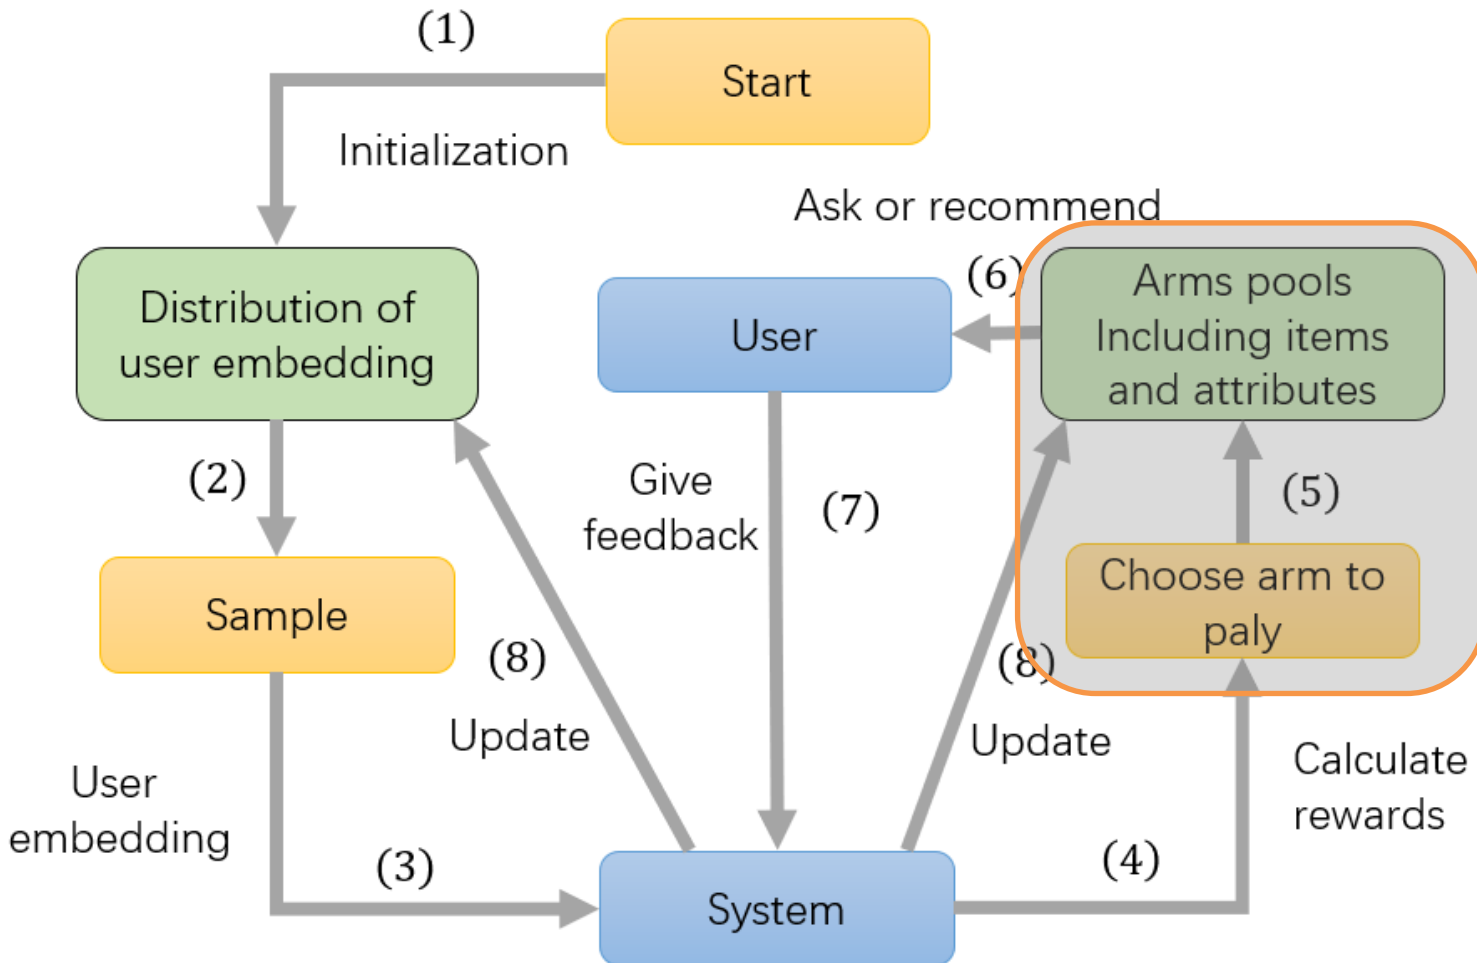 (1)
Start
Initialization
Ask or recommend
Distribution of
user embedding
User
(6)
Arms pools
Including items
and attributes
(2)
Give
feedback
(7)
(5)
Sample
Choose arm to
paly
(8)
Update
(8)
Update
User
embedding
Calculate
rewards
(3)
System
(4)